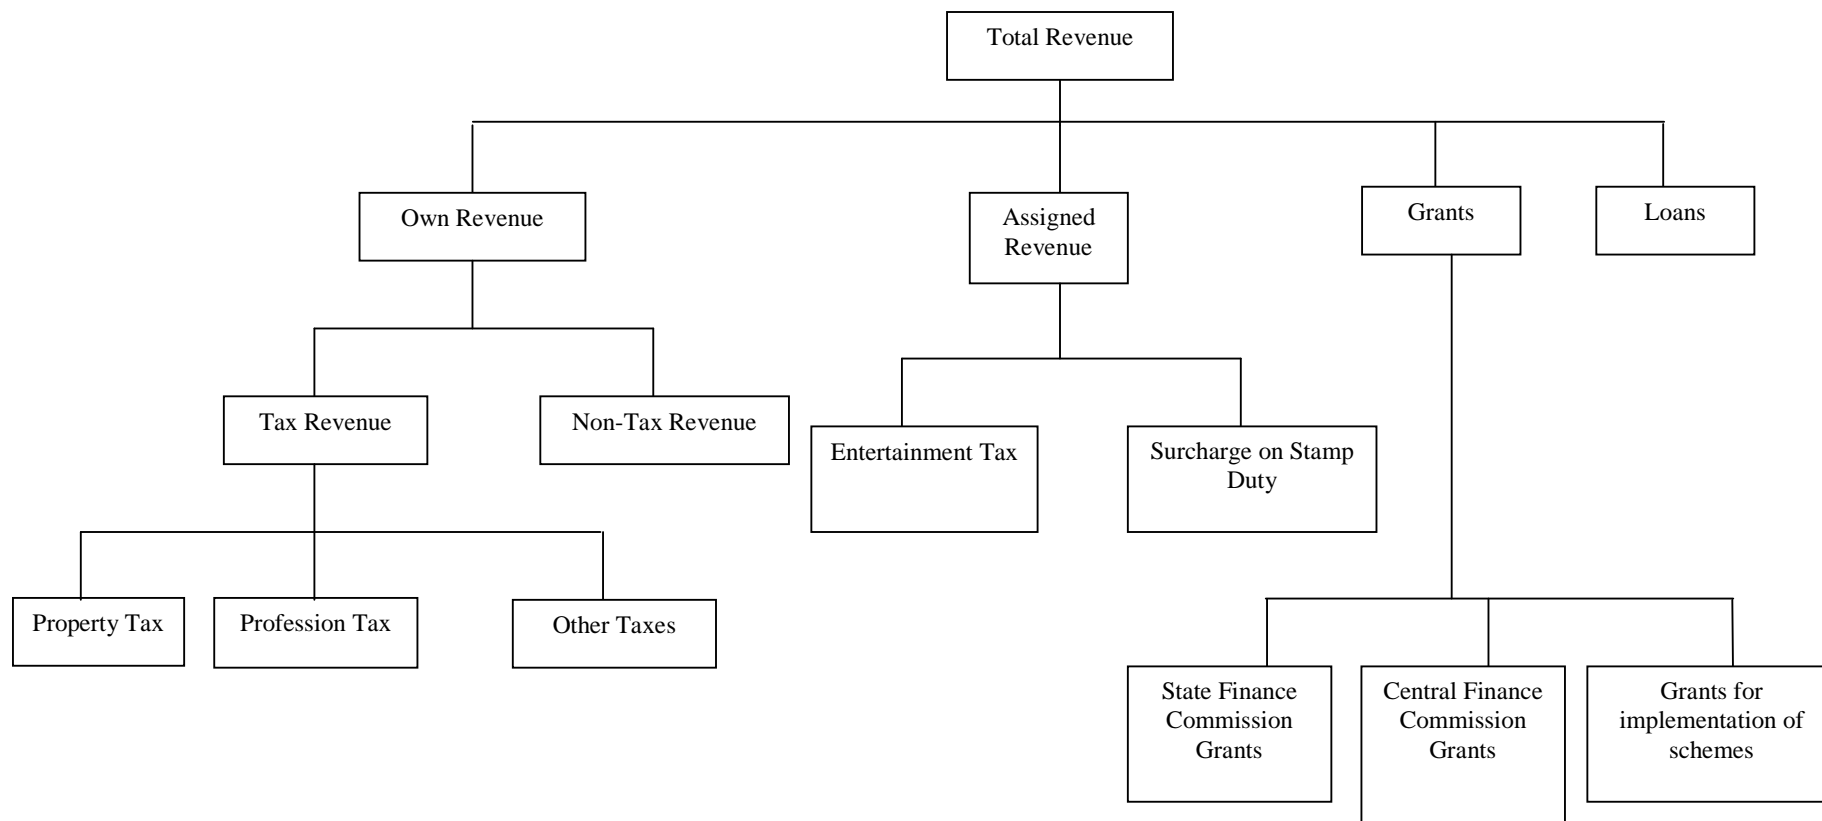 Total Revenue
Own Revenue
Assigned
Revenue
Grants
Loans
Tax Revenue
Non-Tax Revenue
Entertainment Tax
Surcharge on Stamp
Duty
Property Tax
Profession Tax
Other Taxes
State Finance
Commission
Grants
Central Finance
Commission
Grants
Grants for
implementation of
schemes